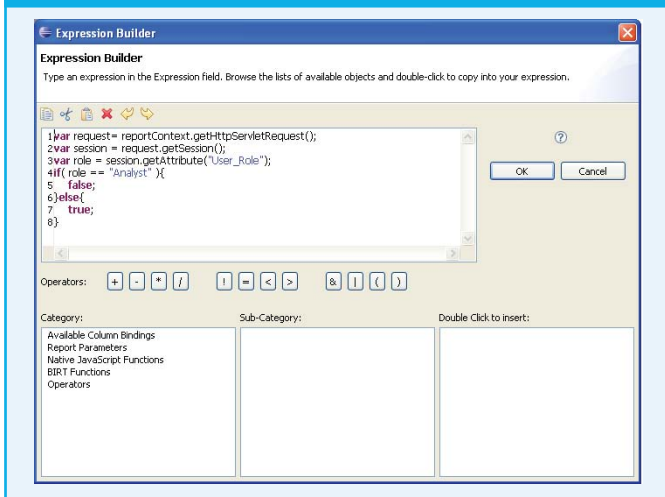 Expression Builder
Expression Builder
Type an expression in the Expression field. Browse the lists of available objects and double-click to copy into your expression.
1var request= reportContext.getHttpServletRequest();
2var session = request.getSession();
3var role = session.getAttribute("User_Role");
4if( role == "Analyst" ){
5 false;
6}else{
7 true;
8}
?
OK Cancel
Operators: + - * / ! = < > & | ( )
Category: Sub-Category: Double Click to insert:
Available Column Bindings
Report Parameters
Native JavaScript Functions
BIRT Functions
Operators